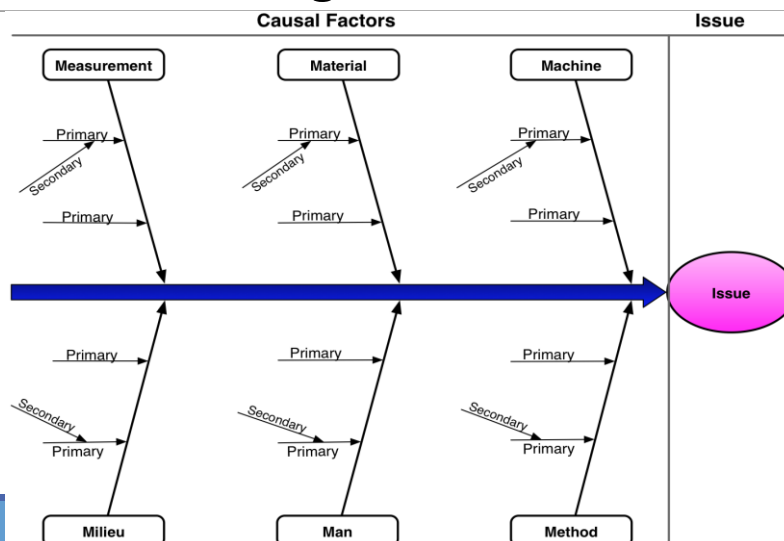 Causal Factors
Issue
Measurement
Material
Machine
Primary
Secondary
Primary
Primary
Secondary
Primary
Primary
Secondary
Primary
Issue
Primary
Secondary
Primary
Primary
Secondary
Primary
Primary
Secondary
Primary
Milieu
Man
Method